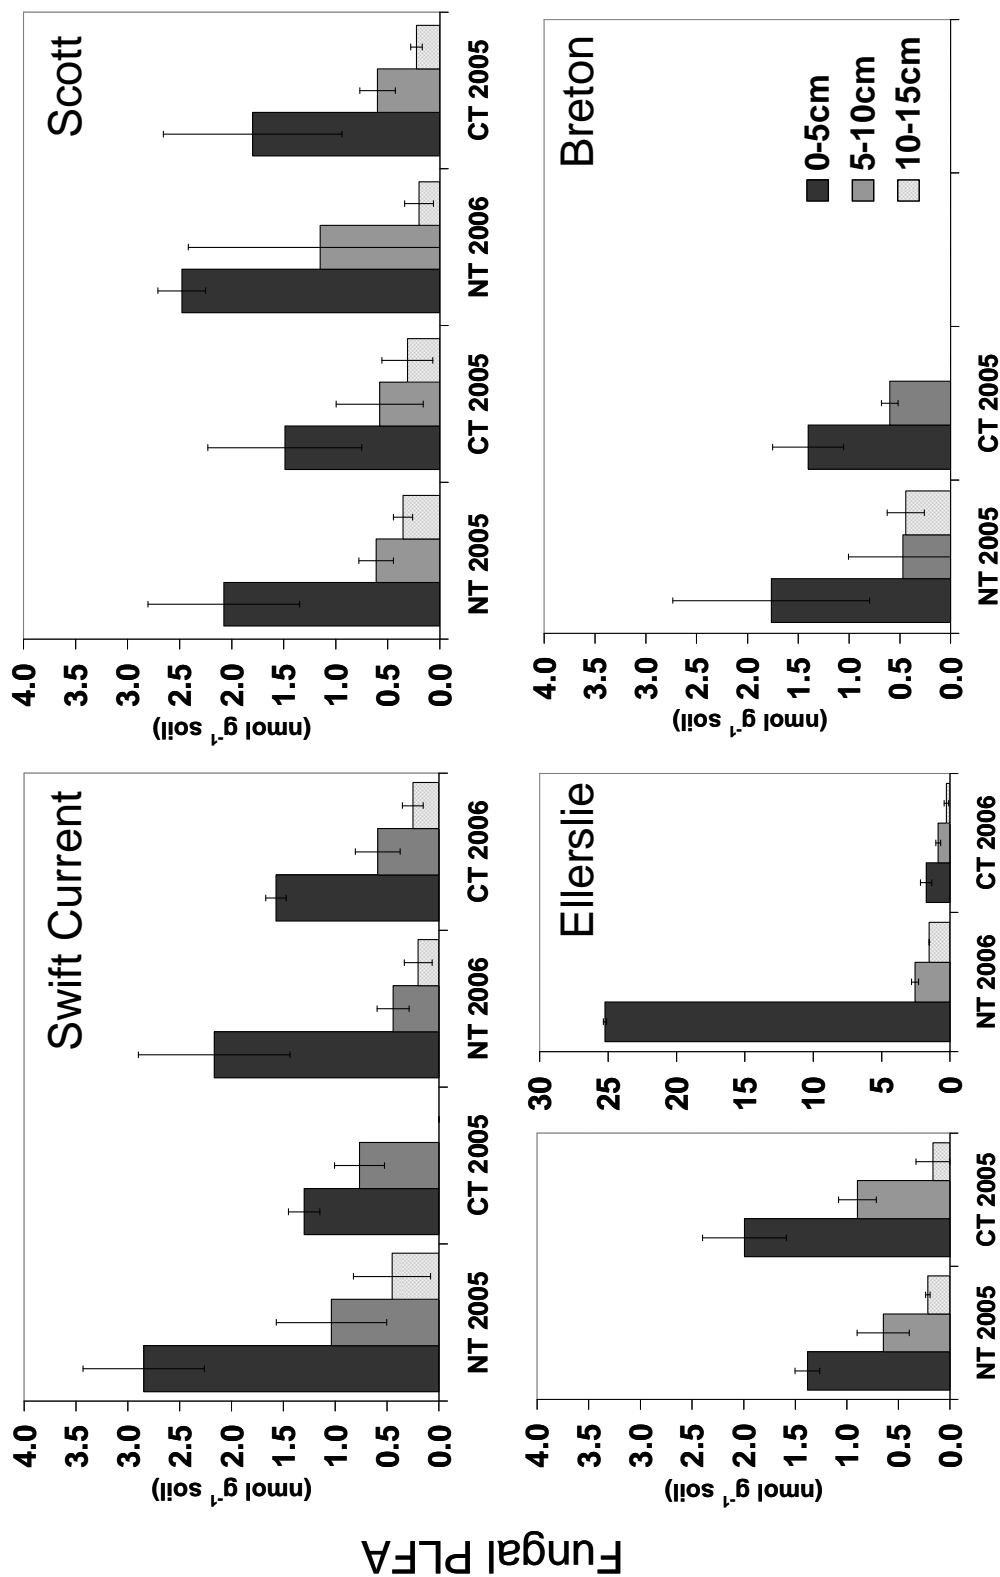 Fungal PLFA
Swift Current
(nmol g-1 soil)
4.0
3.5
3.0
2.5
2.0
1.5
1.0
0.5
0.0
NT 2005 CT 2005 NT 2006 CT 2006
Scott
(nmol g-1 soil)
4.0
3.5
3.0
2.5
2.0
1.5
1.0
0.5
0.0
NT 2005 CT 2005 NT 2006 CT 2005
Ellerslie
(nmol g-1 soil)
4.0
3.5
3.0
2.5
2.0
1.5
1.0
0.5
0.0
NT 2005 CT 2005
30
25
20
15
10
5
0
NT 2006 CT 2006
Breton
(nmol g-1 soil)
4.0
3.5
3.0
2.5
2.0
1.5
1.0
0.5
0.0
NT 2005 CT 2005
0-5cm
5-10cm
10-15cm